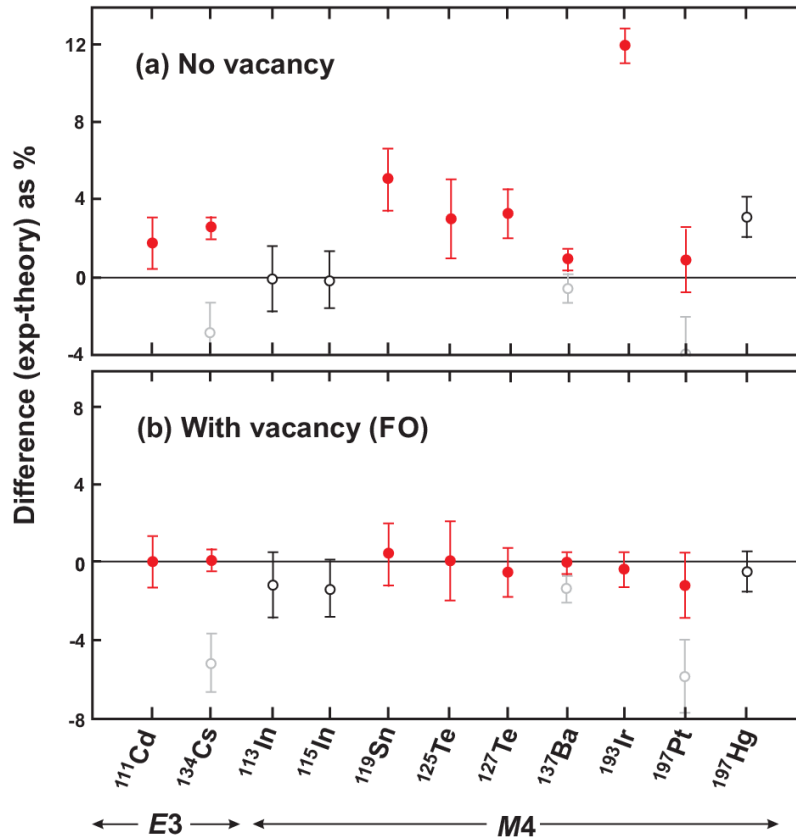 Difference (exp-theory) as %
12
(a) No vacancy
8
4
0
-4
8
(b) With vacancy (FO)
4
0
-4
-8
111Cd 134Cs 113In 115In 119Sn 125Te 127Te 137Ba 193Ir 197Pt 197Hg
E3 M4